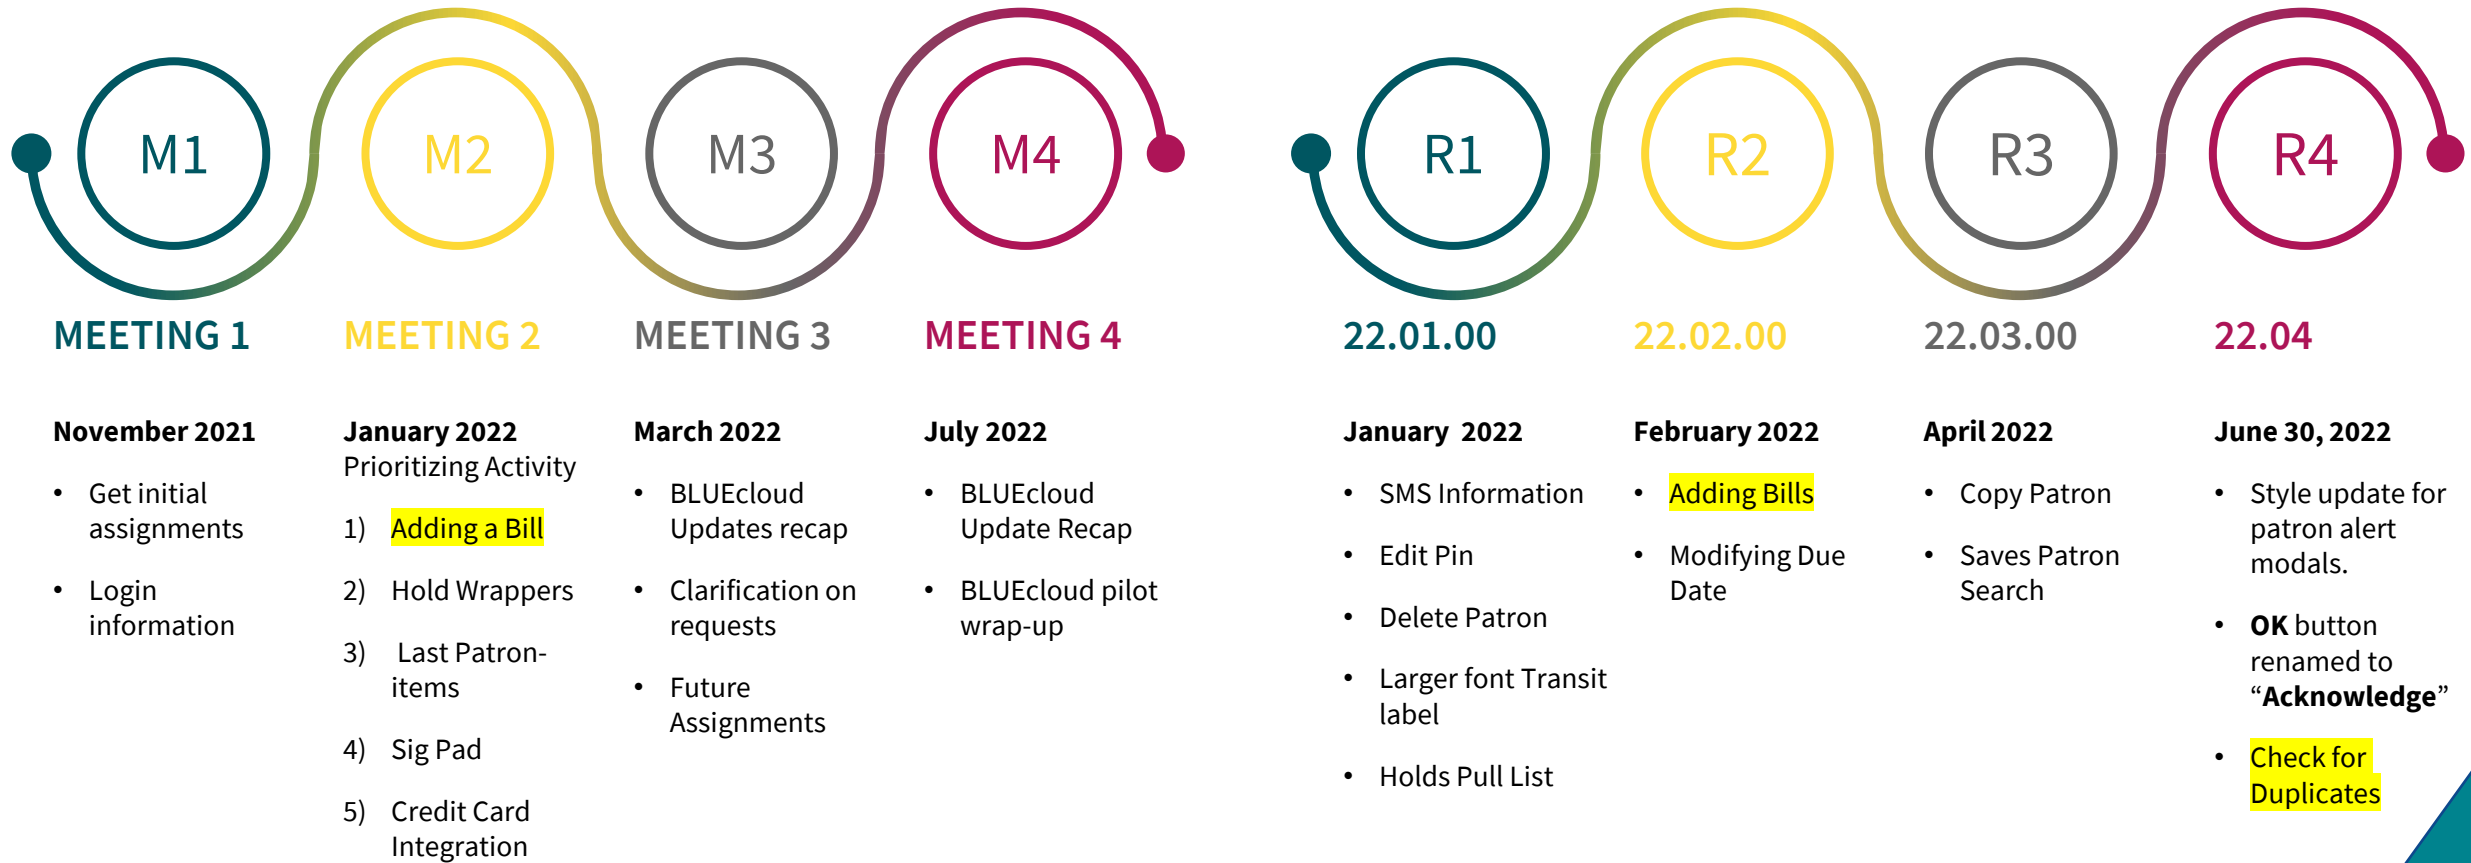 M1
M2
M3
M4
R1
R2
R3
R4
MEETING 1
November 2021
• Get initial
assignments
• Login
information
MEETING 2
January 2022
Prioritizing Activity
1) Adding a Bill
2) Hold Wrappers
3) Last Patron-
items
4) Sig Pad
5) Credit Card
Integration
MEETING 3
March 2022
• BLUEcloud
Updates recap
• Clarification on
requests
• Future
Assignments
MEETING 4
July 2022
• BLUEcloud
Update Recap
• BLUEcloud pilot
wrap-up
22.01.00
January 2022
• SMS Information
• Edit Pin
• Delete Patron
• Larger font Transit
label
• Holds Pull List
22.02.00
February 2022
• Adding Bills
• Modifying Due
Date
22.03.00
April 2022
• Copy Patron
• Saves Patron
Search
22.04
June 30, 2022
• Style update for
patron alert
modals.
• OK button
renamed to
“Acknowledge”
• Check for
Duplicates